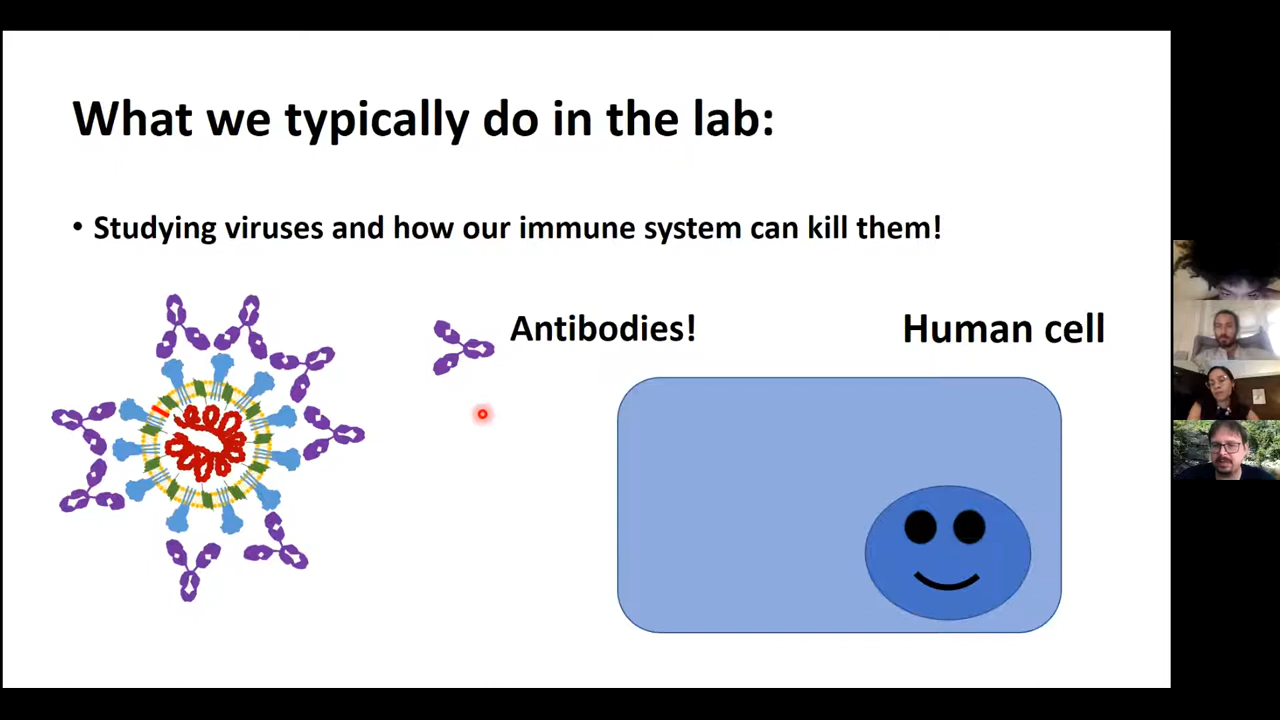 What we typically do in the lab:
• Studying viruses and how our immune system can kill them!
Antibodies!
Human cell